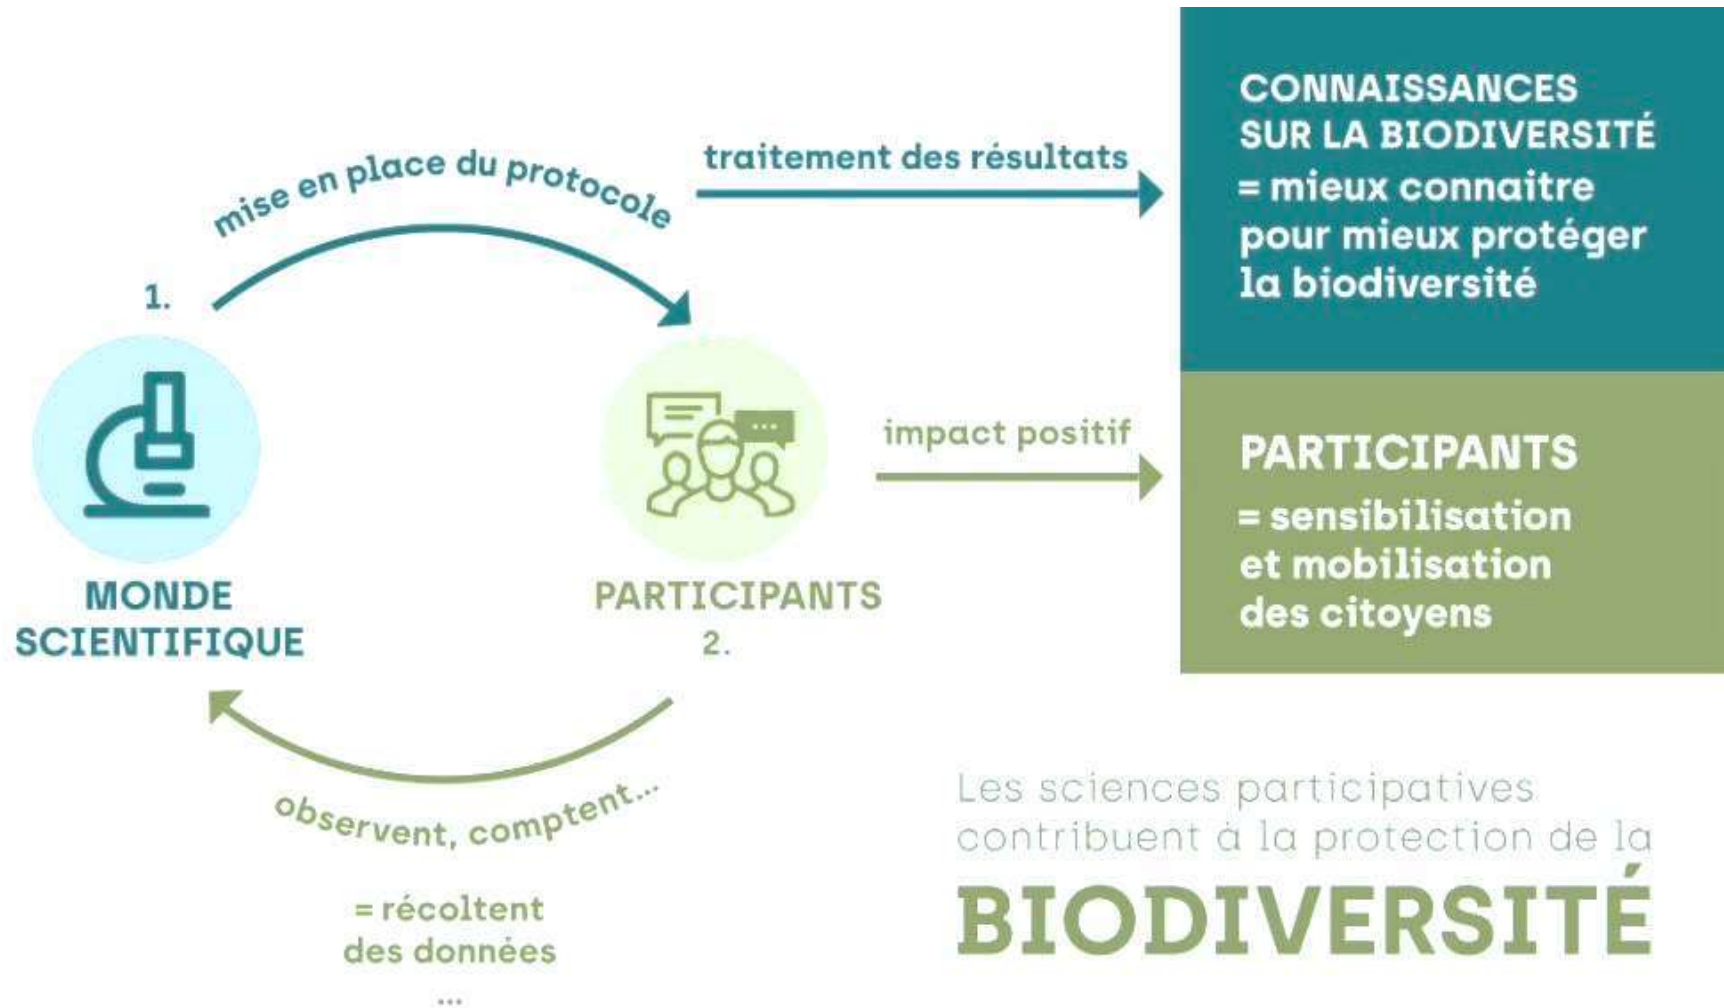 mise en place du protocole
1.
MONDE
SCIENTIFIQUE
PARTICIPANTS
2.
observent, comptent...
= récoltent
des données
...
traitement des résultats
CONNAISSANCES
SUR LA BIODIVERSITÉ
= mieux connaitre
pour mieux protéger
la biodiversité
impact positif
PARTICIPANTS
= sensibilisation
et mobilisation
des citoyens
Les sciences participatives
contribuent à la protection de la
BIODIVERSITÉ